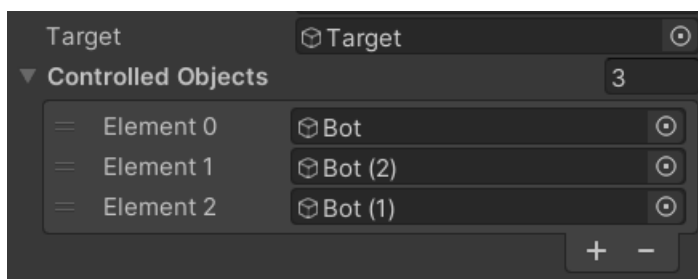 Target Target
Controlled Objects 3
Element 0 Bot
Element 1 Bot (2)
Element 2 Bot (1)
+ −